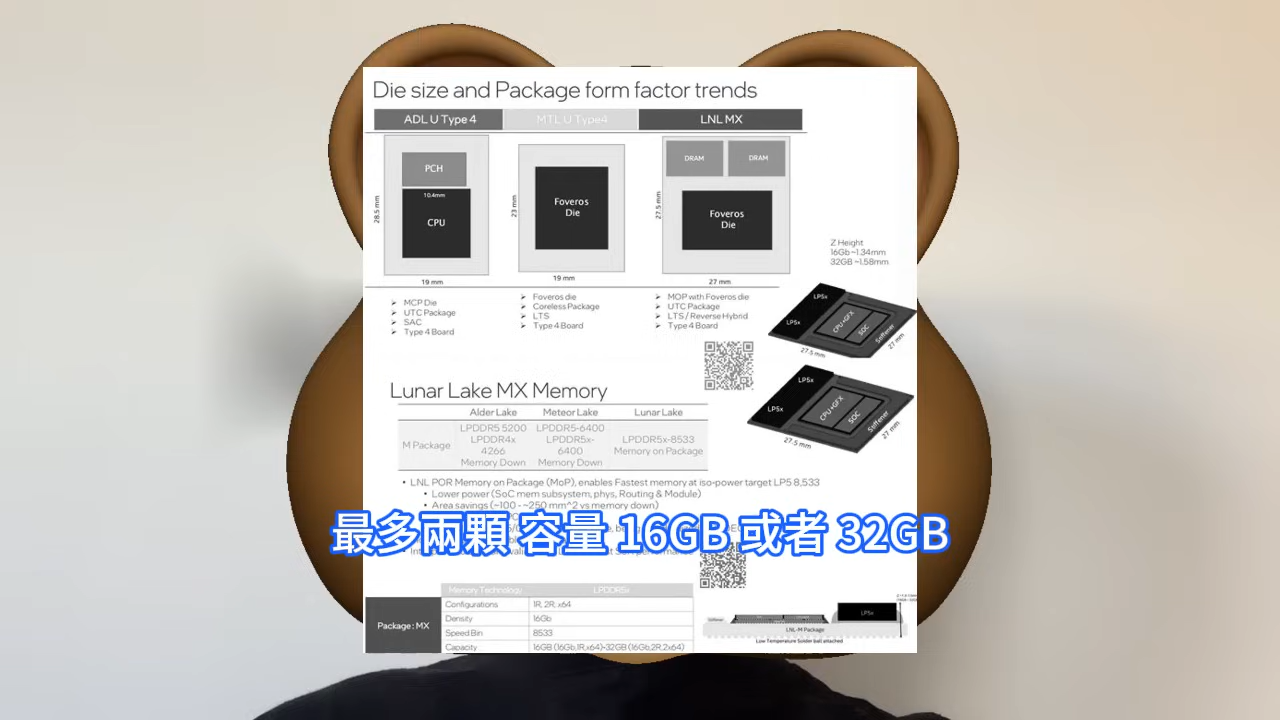 Die size and Package form factor trends
ADL U Type 4
MTL U Type4
LNL MX
PCH
10.4mm
CPU
28.5 mm
19 mm
Foveros
Die
23 mm
19 mm
DRAM
DRAM
Foveros
Die
27.5 mm
27 mm
Z Height
16Gb ~1.34mm
32GB ~1.58mm
➢ MCP Die
➢ UTC Package
➢ SAC
➢ Type 4 Board
➢ Foveros die
➢ Coreless Package
➢ LTS
➢ Type 4 Board
➢ MOP with Foveros die
➢ UTC Package
➢ LTS / Reverse Hybrid
➢ Type 4 Board
LP5x
LP5x
CPU+GFX
SOC
Stiffener
27.5 mm
27 mm
LP5x
LP5x
CPU+GFX
SOC
Stiffener
27.5 mm
27 mm
Lunar Lake MX Memory
Alder Lake
Meteor Lake
Lunar Lake
M Package
LPDDR5 5200
LPDDR4x
4266
Memory Down
LPDDR5-6400
LPDDR5x-
6400
Memory Down
LPDDR5x-8533
Memory on Package
• LNL POR Memory on Package (MoP), enables Fastest memory at iso-power target LP5 8,533
• Lower power (SoC mem subsystem, phys, Routing & Module)
• Area savings (~100 - ~250 mm^2 vs memory down)
最多兩顆 容量 16GB 或者 32GB
Package : MX
Memory Technology
LPDDR5x
Configurations
1R, 2R, x64
Density
16Gb
Speed Bin
8533
Capacity
16GB (16Gb,1R,x64)-32GB (16Gb,2R,2x64)
LP5x
LNL-M Package
Low Temperature Solder ball attached